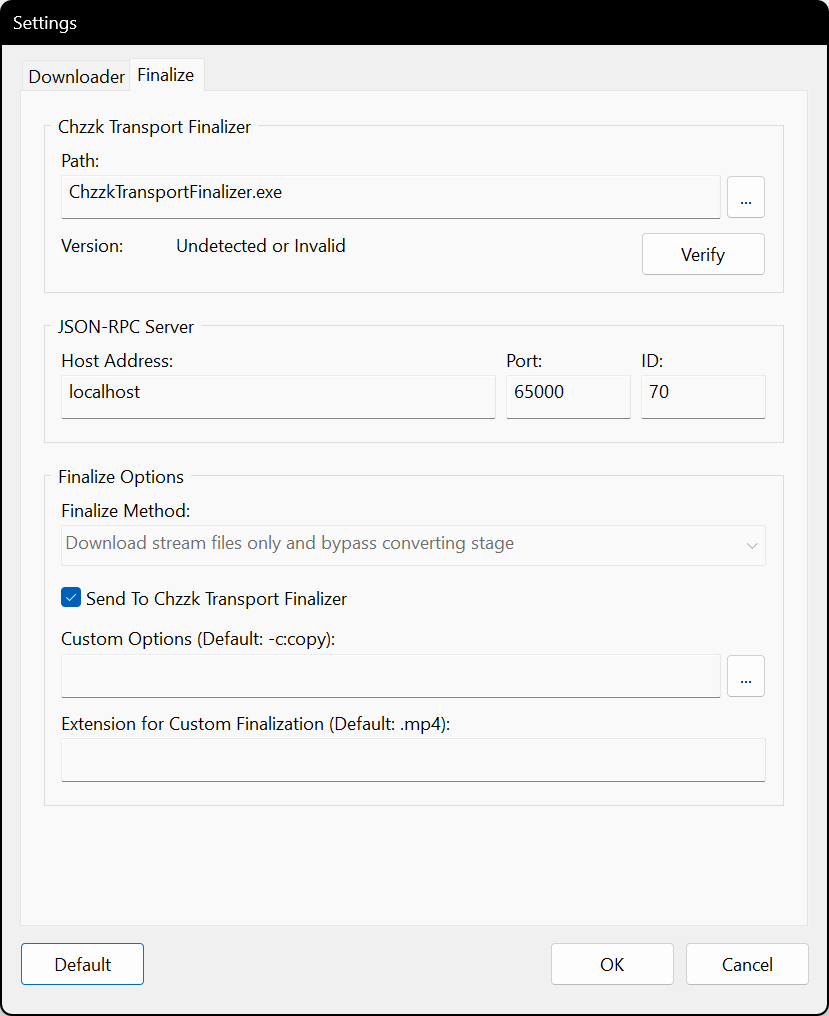 Settings
Downloader
Finalize
Chzzk Transport Finalizer
Path:
ChzzkTransportFinalizer.exe
...
Version:
Undetected or Invalid
Verify
JSON-RPC Server
Host Address:
Port:
ID:
localhost
65000
70
Finalize Options
Finalize Method:
Download stream files only and bypass converting stage
Send To Chzzk Transport Finalizer
Custom Options (Default: -c:copy):
...
Extension for Custom Finalization (Default: .mp4):
Default
OK
Cancel